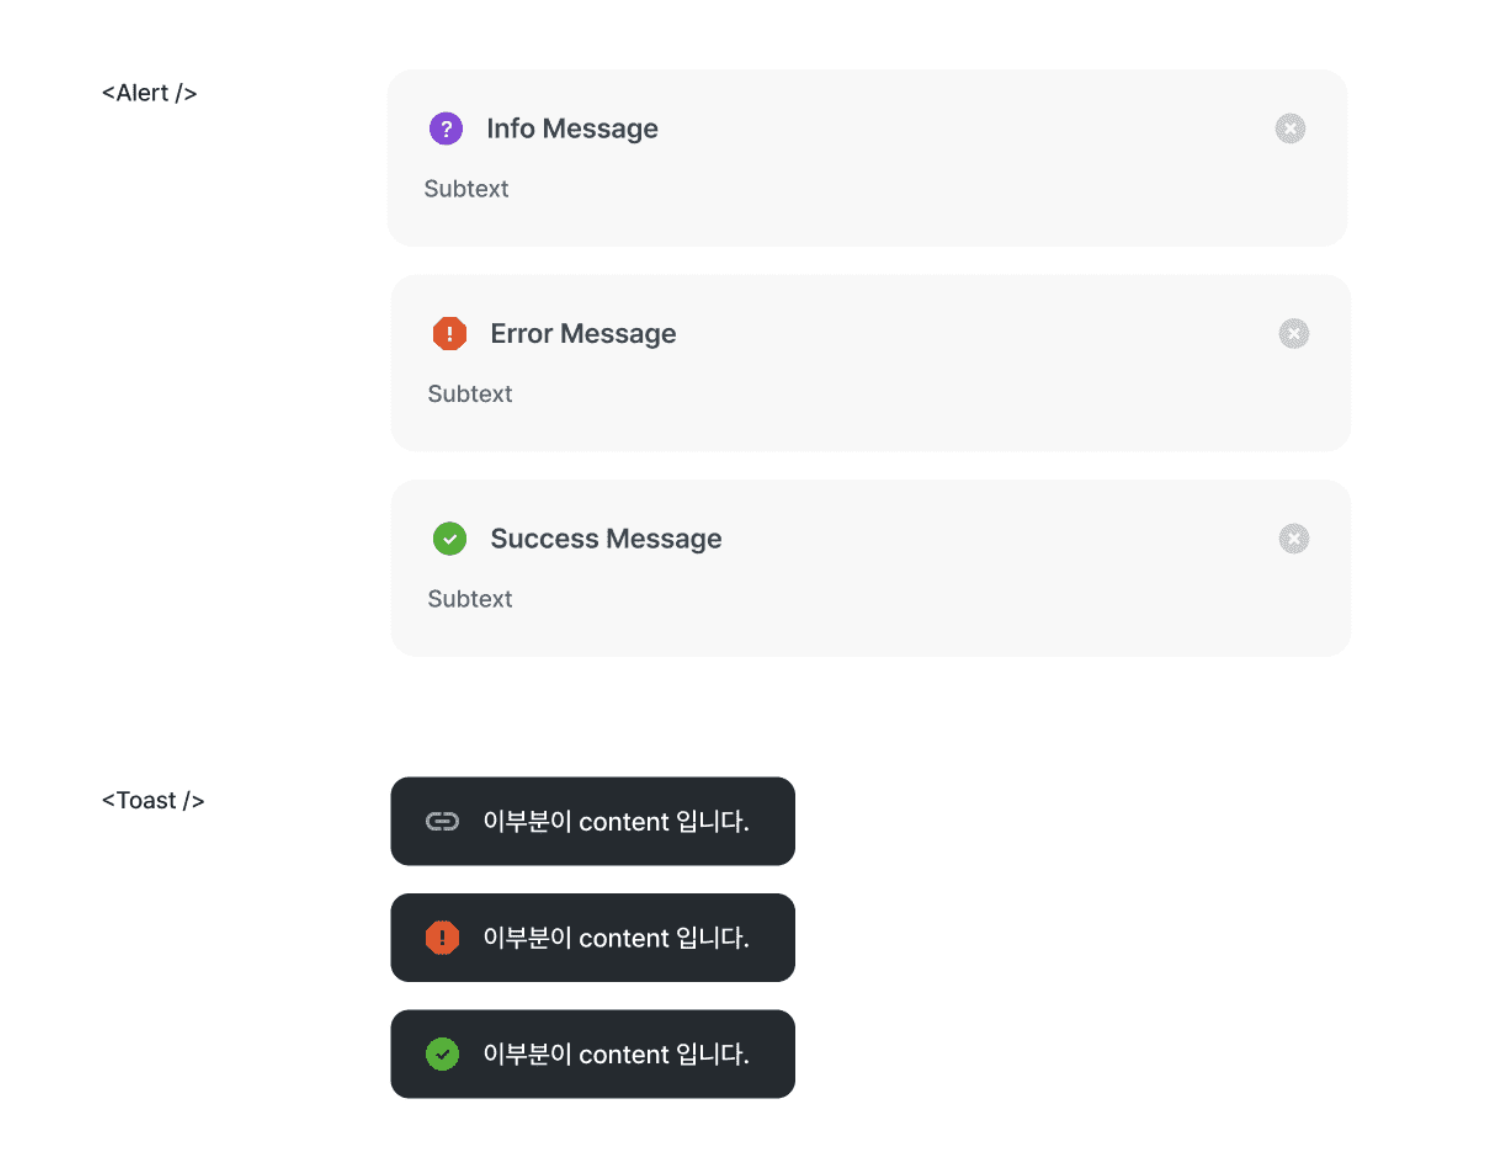 <Alert />
Info Message
Subtext
Error Message
Subtext
Success Message
Subtext
<Toast />
이부분이 content 입니다.
이부분이 content 입니다.
이부분이 content 입니다.